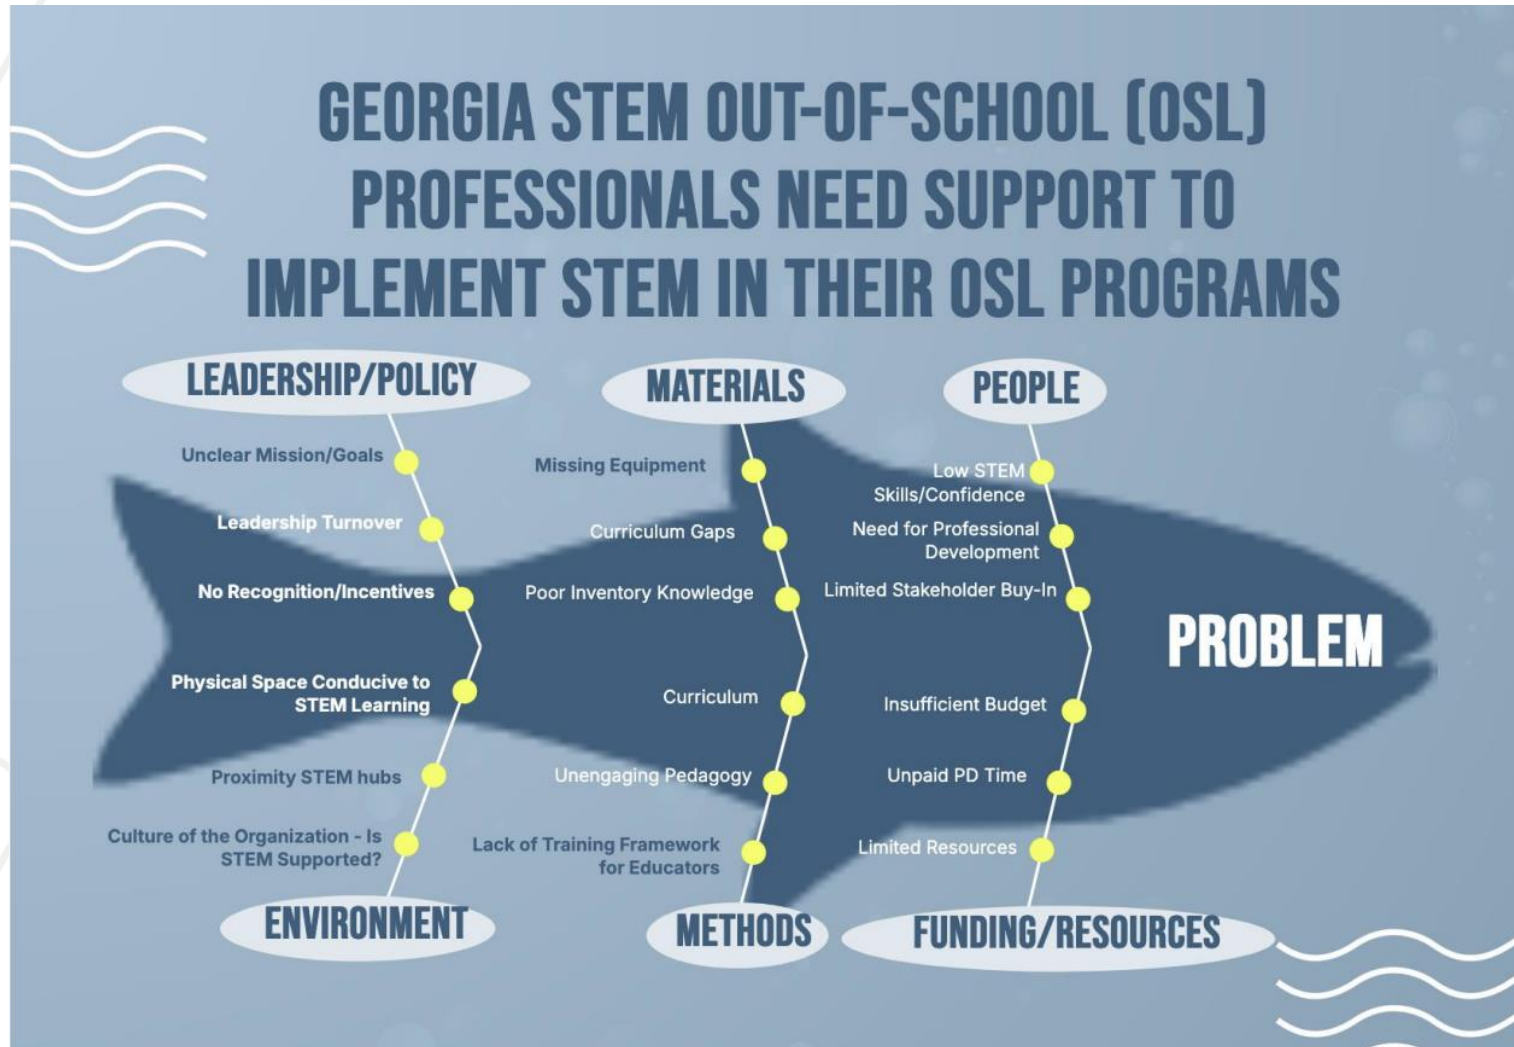 GEORGIA STEM OUT-OF-SCHOOL (OSL)
PROFESSIONALS NEED SUPPORT TO
IMPLEMENT STEM IN THEIR OSL PROGRAMS
LEADERSHIP/POLICY
Unclear Mission/Goals
Leadership Turnover
No Recognition/Incentives
MATERIALS
Missing Equipment
Curriculum Gaps
Poor Inventory Knowledge
PEOPLE
Low STEM
Skills/Confidence
Need for Professional
Development
Limited Stakeholder Buy-In
PROBLEM
Physical Space Conducive to
STEM Learning
Proximity STEM hubs
Culture of the Organization - Is
STEM Supported?
ENVIRONMENT
Curriculum
Unengaging Pedagogy
Lack of Training Framework
for Educators
METHODS
Insufficient Budget
Unpaid PD Time
Limited Resources
FUNDING/RESOURCES